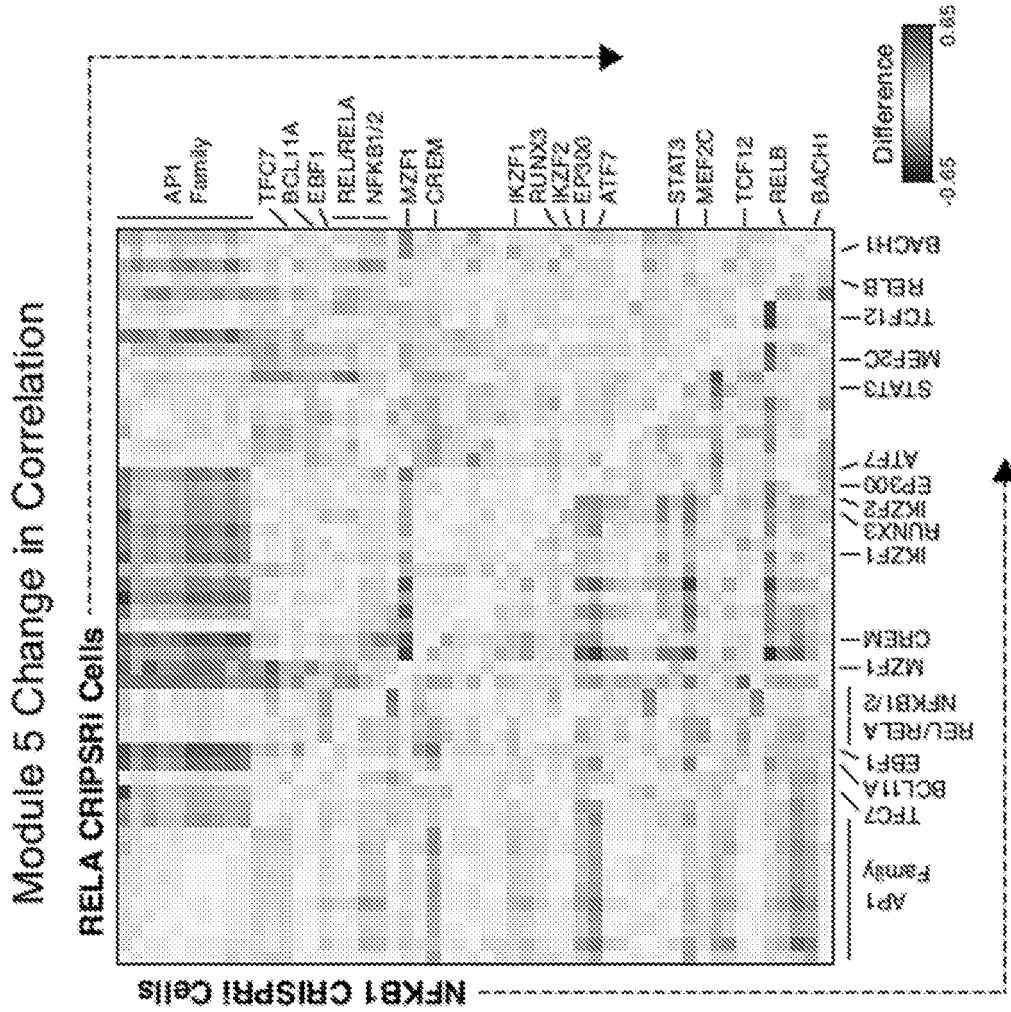 Module 5 Change in Correlation
RELA CRIPSRi Cells
NFKB1 CRISPRi Cells
AP1
Family
TFC7
BCL11A
EBF1
REL/RELA
NFKB1/2
MZF1
CREM
IKZF1
RUNX3
IKZF2
EP300
ATF7
STAT3
MEF2C
TCF12
RELB
BACH1
Difference
-0.65
0.65
AP1
Family
TFC7
BCL11A
EBF1
REL/RELA
NFKB1/2
MZF1
CREM
IKZF1
RUNX3
IKZF2
EP300
ATF7
STAT3
MEF2C
TCF12
RELB
BACH1